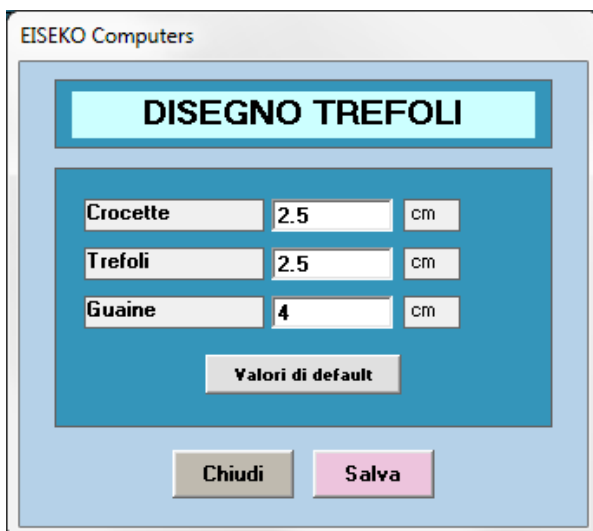 EISEKO Computers
DISEGNO TREFOLI
Crocette 2.5 cm
Trefoli 2.5 cm
Guaine 4 cm
Valori di default
Chiudi Salva